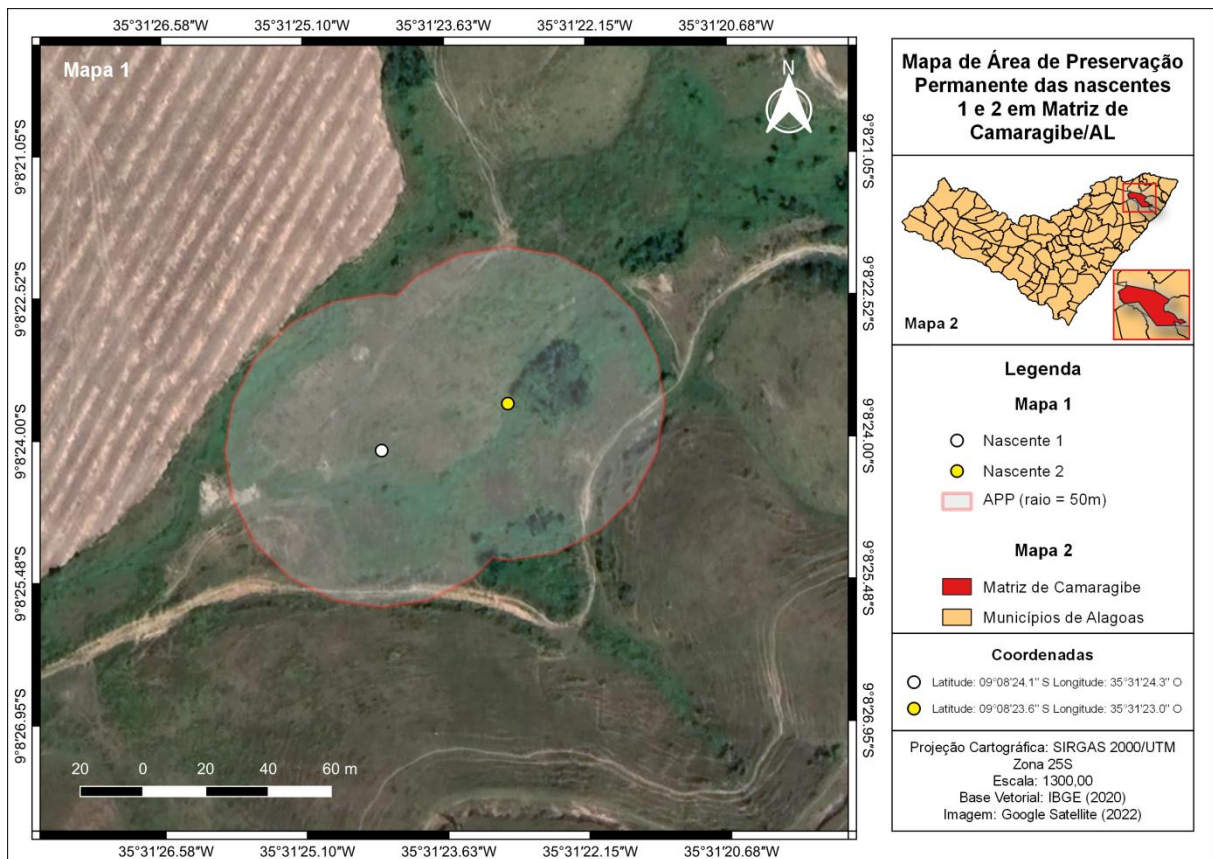 35°31'26.58"W 35°31'25.10"W 35°31'23.63"W 35°31'22.15"W 35°31'20.68"W
Mapa 1
N
9°8'21.05"S
9°8'22.52"S
9°8'24.00"S
9°8'25.48"S
9°8'26.95"S
9°8'21.05"S
9°8'22.52"S
9°8'24.00"S
9°8'25.48"S
9°8'26.95"S
20 0 20 40 60 m
35°31'26.58"W 35°31'25.10"W 35°31'23.63"W 35°31'22.15"W 35°31'20.68"W
Mapa de Área de Preservação
Permanente das nascentes
1 e 2 em Matriz de
Camaragibe/AL
Mapa 2
Legenda
Mapa 1
Nascente 1
Nascente 2
APP (raio = 50m)
Mapa 2
Matriz de Camaragibe
Municípios de Alagoas
Coordenadas
Latitude: 09°08'24.1'' S Longitude: 35°31'24.3'' O
Latitude: 09°08'23.6'' S Longitude: 35°31'23.0'' O
Projeção Cartográfica: SIRGAS 2000/UTM
Zona 25S
Escala: 1300,00
Base Vetorial: IBGE (2020)
Imagem: Google Satellite (2022)